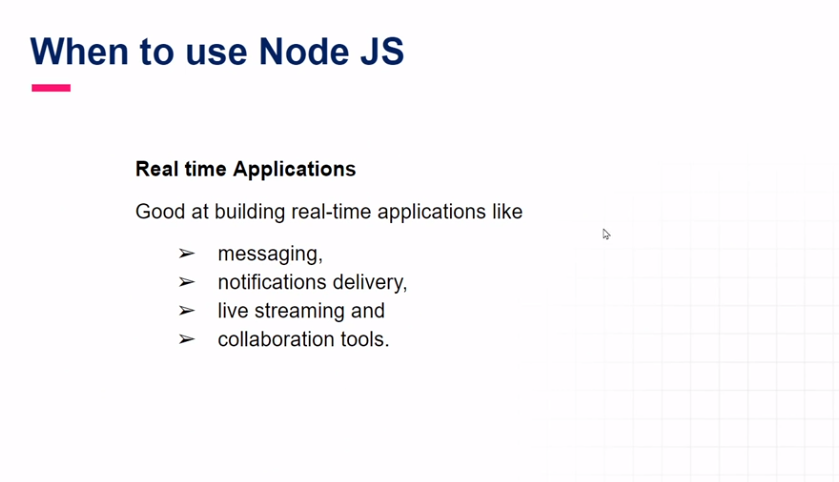 When to use Node JS
Real time Applications
Good at building real-time applications like
➢ messaging,
➢ notifications delivery,
➢ live streaming and
➢ collaboration tools.